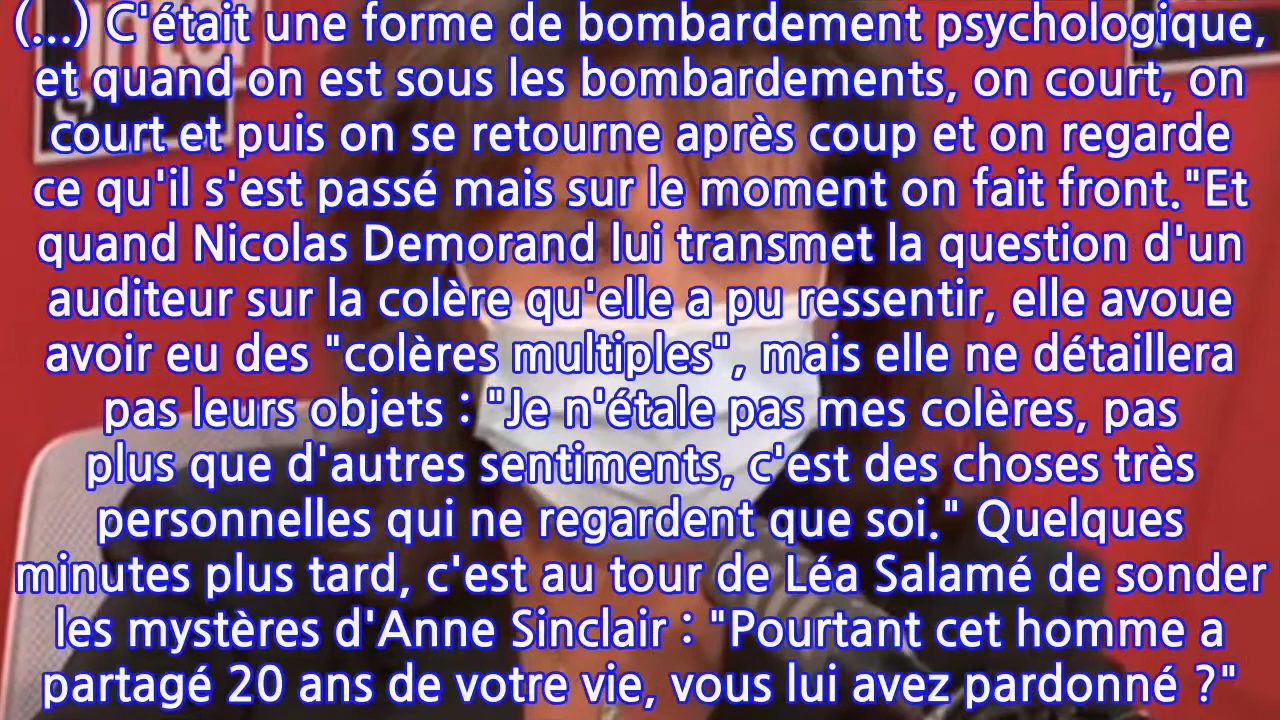 (...) C'était une forme de bombardement psychologique,
et quand on est sous les bombardements, on court, on
court et puis on se retourne après coup et on regarde
ce qu'il s'est passé mais sur le moment on fait front."Et
quand Nicolas Demorand lui transmet la question d'un
auditeur sur la colère qu'elle a pu ressentir, elle avoue
avoir eu des "colères multiples", mais elle ne détaillera
pas leurs objets : "Je n'étale pas mes colères, pas
plus que d'autres sentiments, c'est des choses très
personnelles qui ne regardent que soi." Quelques
minutes plus tard, c'est au tour de Léa Salamé de sonder
les mystères d'Anne Sinclair : "Pourtant cet homme a
partagé 20 ans de votre vie, vous lui avez pardonné ?"